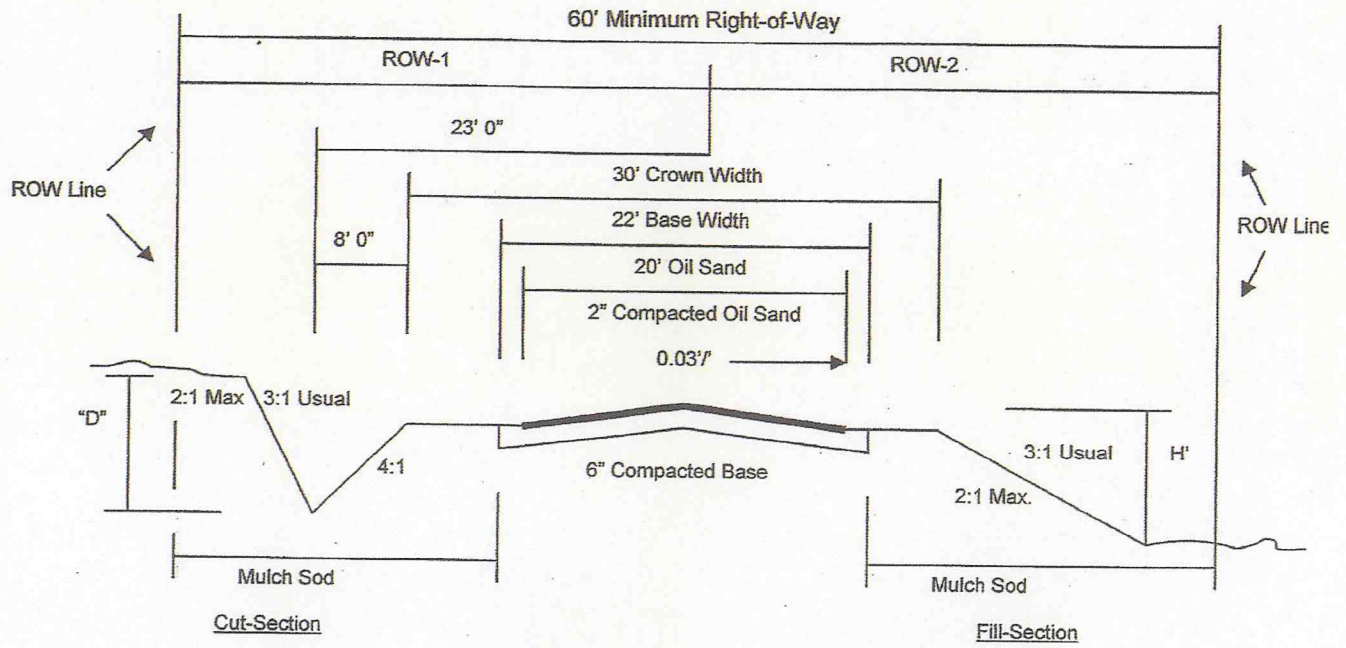 60' Minimum Right-of-Way
ROW-1
ROW-2
23' 0"
ROW Line
30' Crown Width
22' Base Width
ROW Line
8' 0"
20' Oil Sand
2" Compacted Oil Sand
0.03'/'
2:1 Max
3:1 Usual
"D"
4:1
6" Compacted Base
3:1 Usual
H'
2:1 Max.
Mulch Sod
Mulch Sod
Cut-Section
Fill-Section